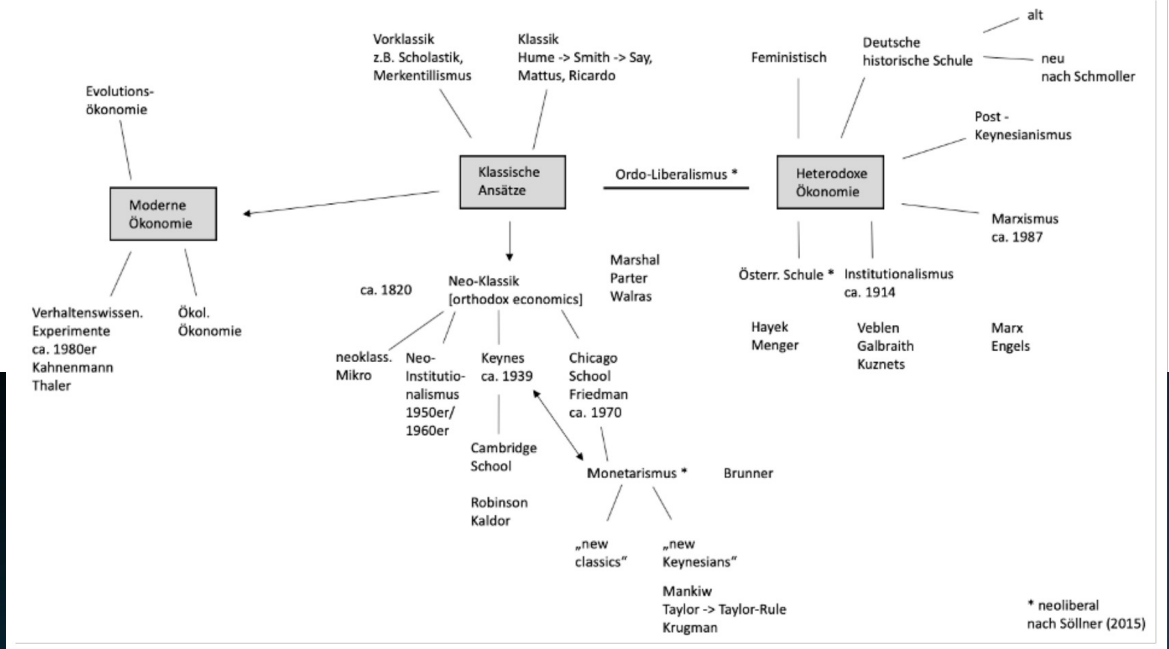 Vorklassik
z.B. Scholastik,
Merkentillismus
Klassik
Hume -> Smith -> Say,
Mattus, Ricardo
Feministisch
Deutsche
historische Schule
alt
neu
nach Schmoller
Evolutions-
ökonomie
Post -
Keynesianismus
Klassische
Ansätze
Ordo-Liberalismus *
Heterodoxe
Ökonomie
Moderne
Ökonomie
Marxismus
ca. 1987
Marshal
Parter
Walras
Österr. Schule *
Institutionalismus
ca. 1914
ca. 1820
Neo-Klassik
[orthodox economics]
Verhaltenswissen.
Experimente
ca. 1980er
Kahnenmann
Thaler
Ökol.
Ökonomie
Hayek
Menger
Veblen
Galbraith
Kuznets
Marx
Engels
neoklass.
Mikro
Neo-
Institutio-
nalismus
1950er/
1960er
Keynes
ca. 1939
Chicago
School
Friedman
ca. 1970
Cambridge
School
Robinson
Kaldor
Monetarismus *
Brunner
„new
classics“
„new
Keynesians“
Mankiw
Taylor -> Taylor-Rule
Krugman
* neoliberal
nach Söllner (2015)